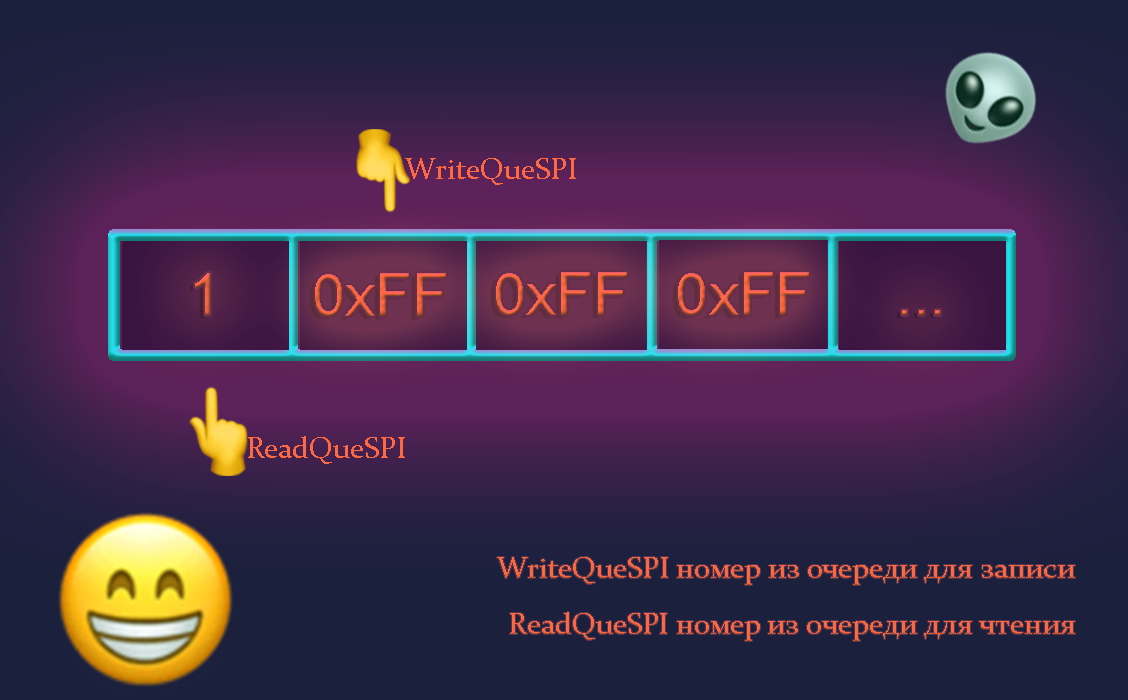 WriteQueSPI
1 0xFF 0xFF 0xFF ...
ReadQueSPI
WriteQueSPI номер из очереди для записи
ReadQueSPI номер из очереди для чтения